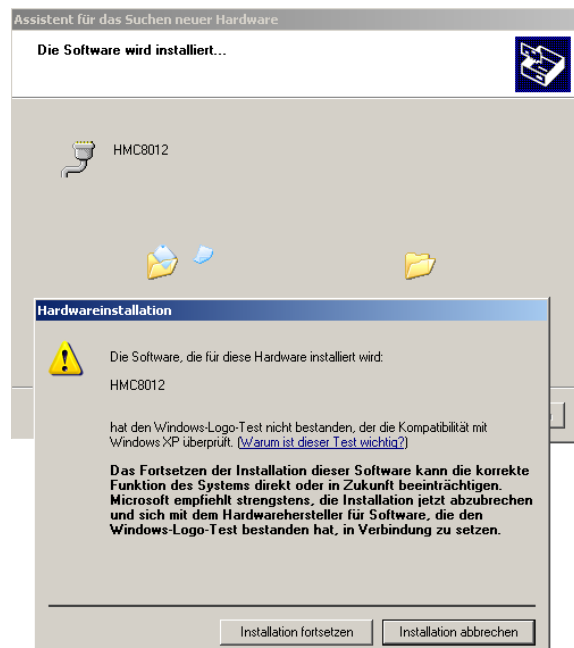 Assistent für das Suchen neuer Hardware
Die Software wird installiert...
HMC8012
Hardwareinstallation
Die Software, die für diese Hardware installiert wird:
HMC8012
hat den Windows-Logo-Test nicht bestanden, der die Kompatibilität mit
Windows XP überprüft. (Warum ist dieser Test wichtig?)
Das Fortsetzen der Installation dieser Software kann die korrekte
Funktion des Systems direkt oder in Zukunft beeinträchtigen.
Microsoft empfiehlt strengstens, die Installation jetzt abzubrechen
und sich mit dem Hardwarehersteller für Software, die den
Windows-Logo-Test bestanden hat, in Verbindung zu setzen.
Installation fortsetzen
Installation abbrechen